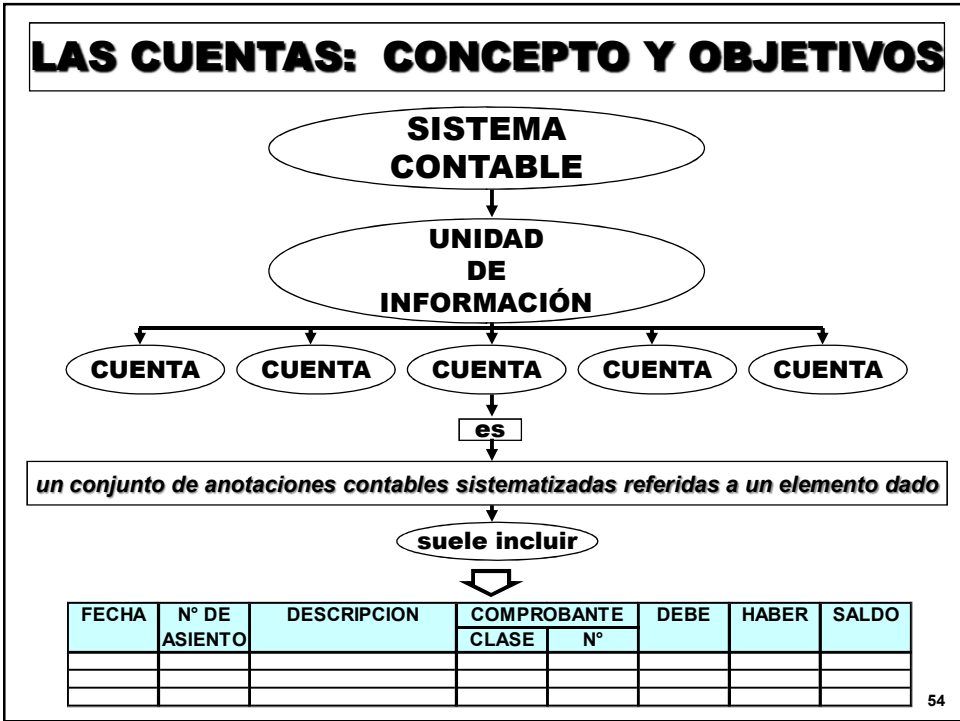 LAS CUENTAS: CONCEPTO Y OBJETIVOS
SISTEMA
CONTABLE
UNIDAD
DE
INFORMACIÓN
CUENTA CUENTA CUENTA CUENTA CUENTA
es
un conjunto de anotaciones contables sistematizadas referidas a un elemento dado
suele incluir
FECHA N° DE DESCRIPCION COMPROBANTE DEBE HABER SALDO
ASIENTO CLASE N°
54